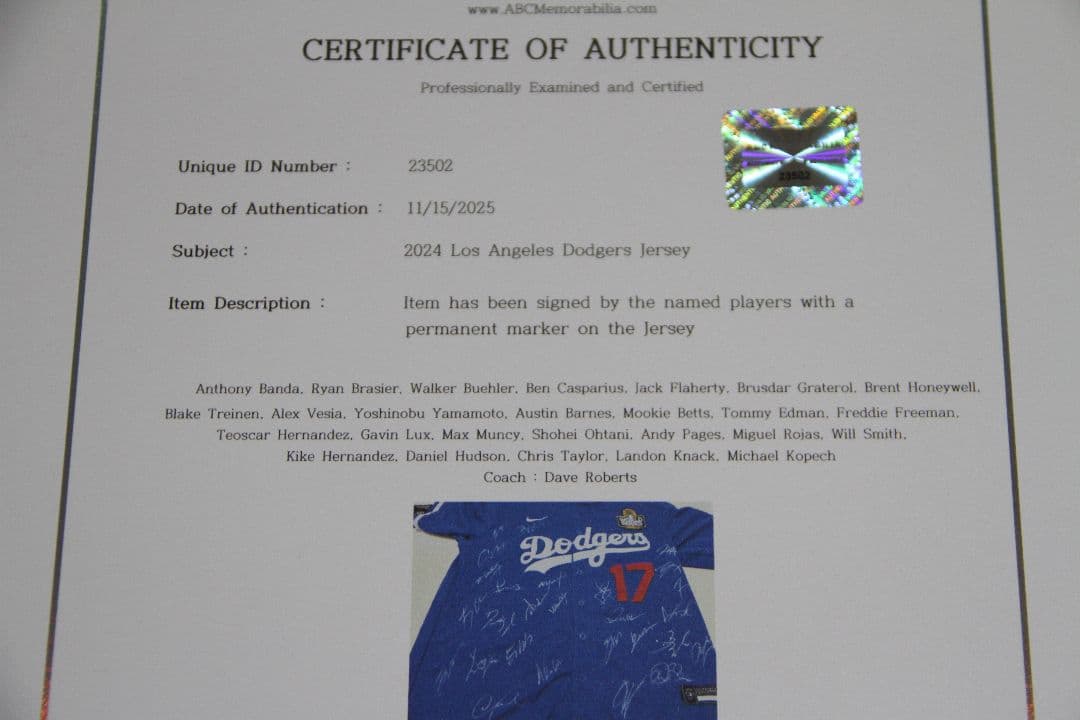 www.ABCMemorabilia.com
CERTIFICATE OF AUTHENTICITY
Professionally Examined and Certified
Unique ID Number : 23502
23502
Date of Authentication : 11/15/2025
Subject : 2024 Los Angeles Dodgers Jersey
Item Description : Item has been signed by the named players with a
permanent marker on the Jersey
Anthony Banda, Ryan Brasier, Walker Buehler, Ben Casparius, Jack Flaherty, Brusdar Graterol, Brent Honeywell,
Blake Treinen, Alex Vesia, Yoshinobu Yamamoto, Austin Barnes, Mookie Betts, Tommy Edman, Freddie Freeman,
Teoscar Hernandez, Gavin Lux, Max Muncy, Shohei Ohtani, Andy Pages, Miguel Rojas, Will Smith,
Kike Hernandez, Daniel Hudson, Chris Taylor, Landon Knack, Michael Kopech
Coach : Dave Roberts
Dodgers
17